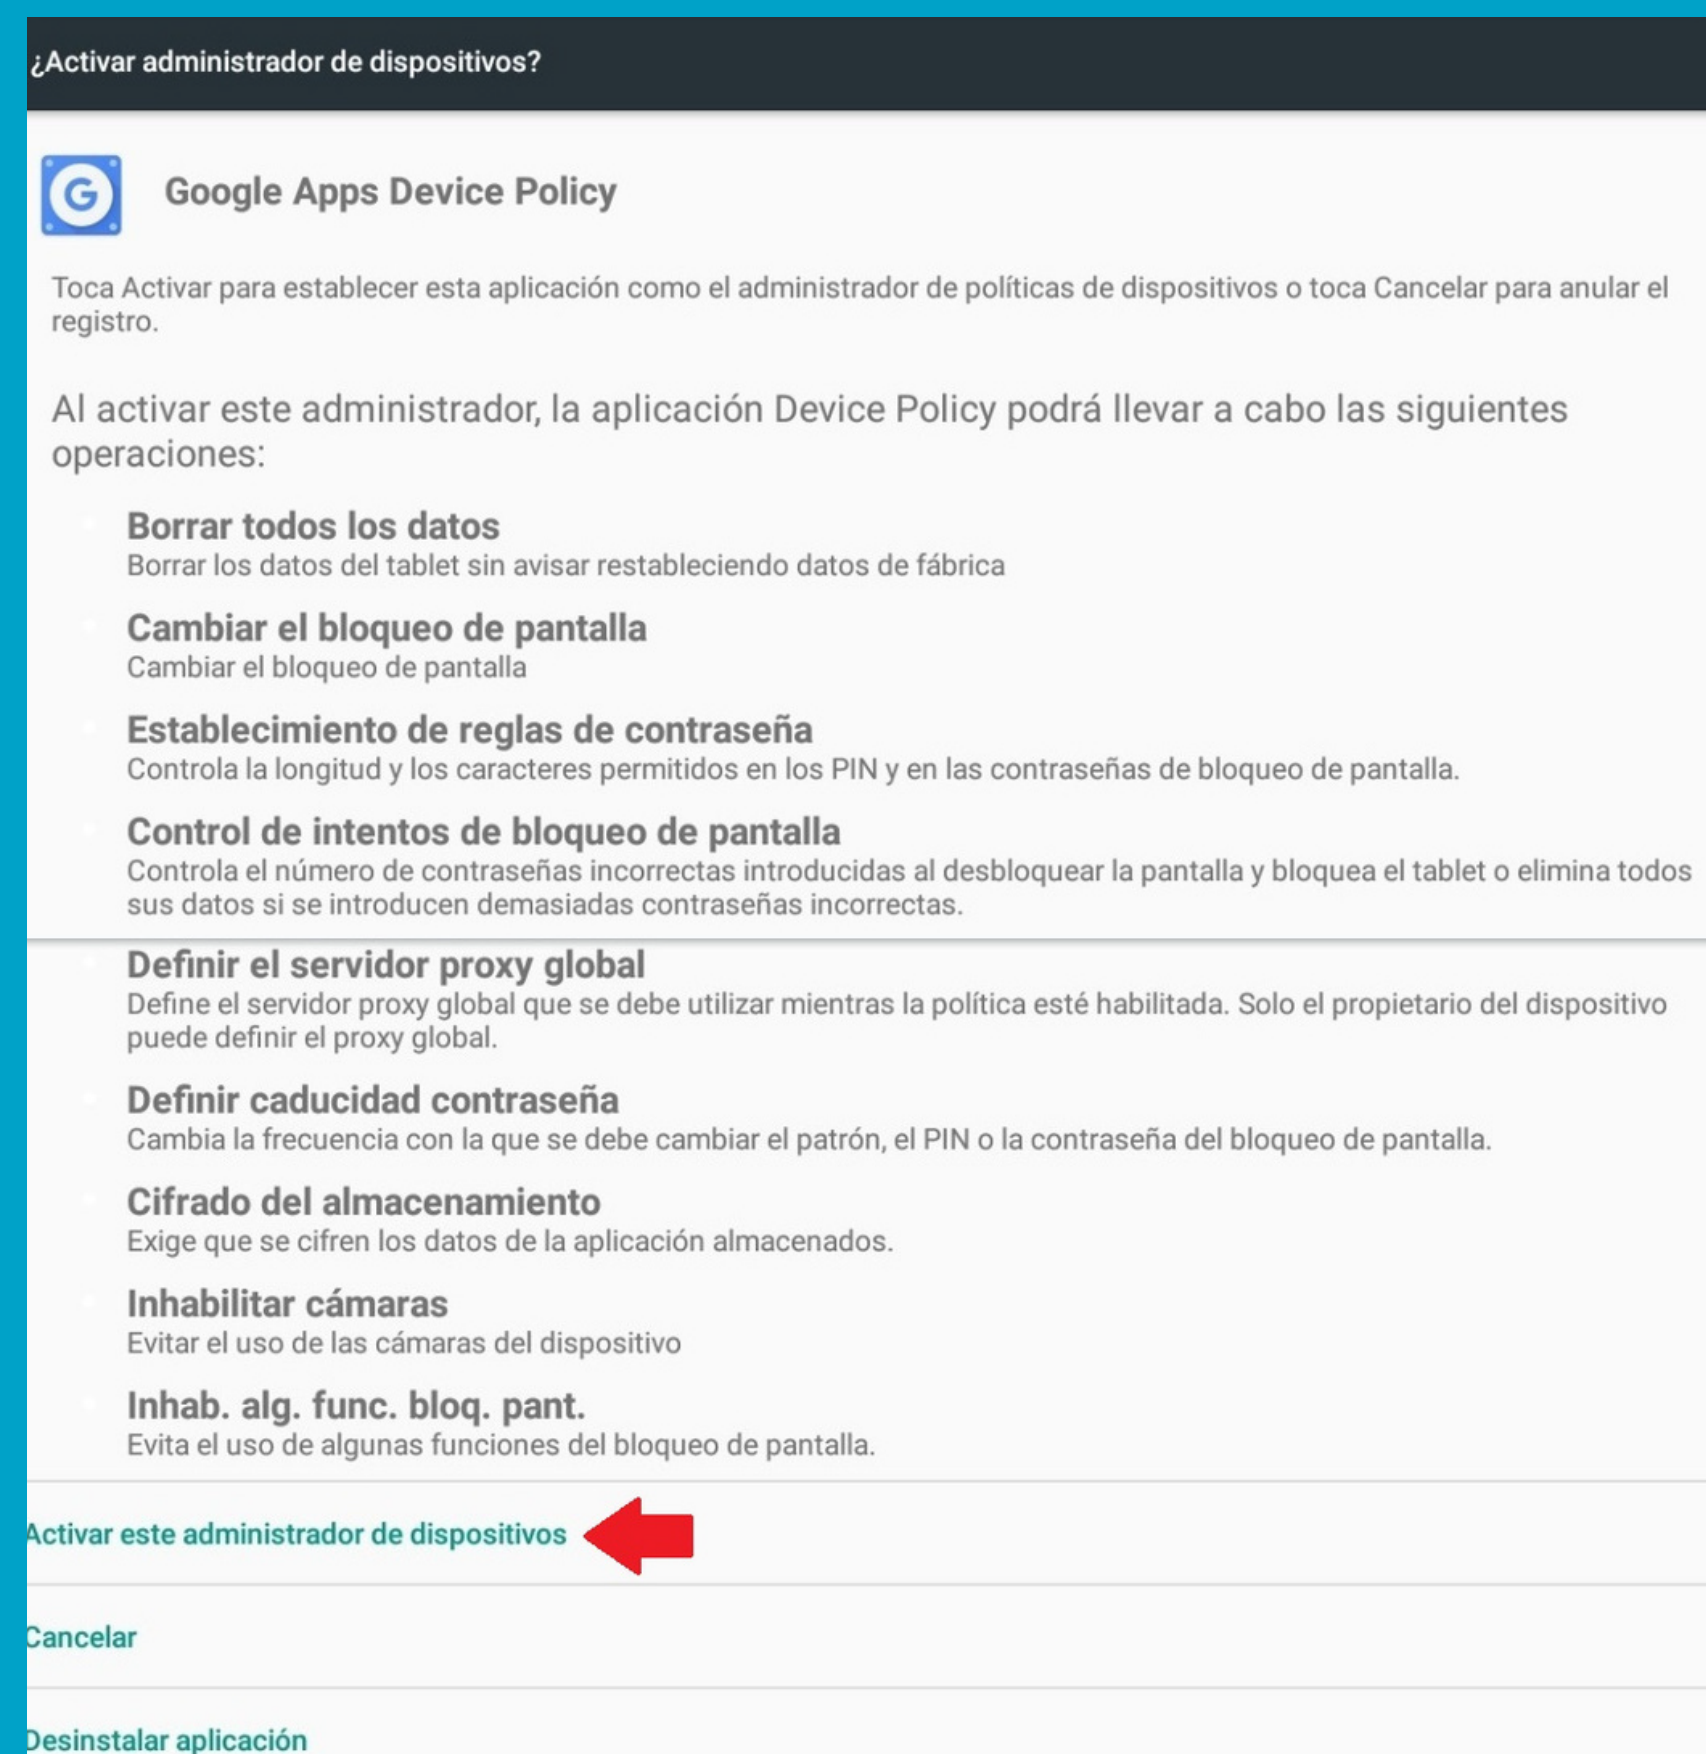 ¿Activar administrador de dispositivos?
G
Google Apps Device Policy
Toca Activar para establecer esta aplicación como el administrador de políticas de dispositivos o toca Cancelar para anular el
registro.
Al activar este administrador, la aplicación Device Policy podrá llevar a cabo las siguientes
operaciones:
Borrar todos los datos
Borrar los datos del tablet sin avisar restableciendo datos de fábrica
Cambiar el bloqueo de pantalla
Cambiar el bloqueo de pantalla
Establecimiento de reglas de contraseña
Controla la longitud y los caracteres permitidos en los PIN y en las contraseñas de bloqueo de pantalla.
Control de intentos de bloqueo de pantalla
Controla el número de contraseñas incorrectas introducidas al desbloquear la pantalla y bloquea el tablet o elimina todos
sus datos si se introducen demasiadas contraseñas incorrectas.
Definir el servidor proxy global
Define el servidor proxy global que se debe utilizar mientras la política esté habilitada. Solo el propietario del dispositivo
puede definir el proxy global.
Definir caducidad contraseña
Cambia la frecuencia con la que se debe cambiar el patrón, el PIN o la contraseña del bloqueo de pantalla.
Cifrado del almacenamiento
Exige que se cifren los datos de la aplicación almacenados.
Inhabilitar cámaras
Evitar el uso de las cámaras del dispositivo
Inhab. alg. func. bloq. pant.
Evita el uso de algunas funciones del bloqueo de pantalla.
Activar este administrador de dispositivos
Cancelar
Desinstalar aplicación